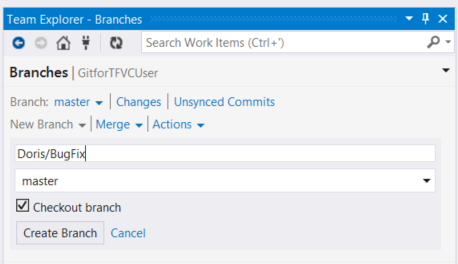 Team Explorer - Branches
Search Work Items (Ctrl+')
Branches | GitforTFVCUser
Branch: master | Changes | Unsynced Commits
New Branch | Merge | Actions
Doris/BugFix
master
Checkout branch
Create Branch Cancel